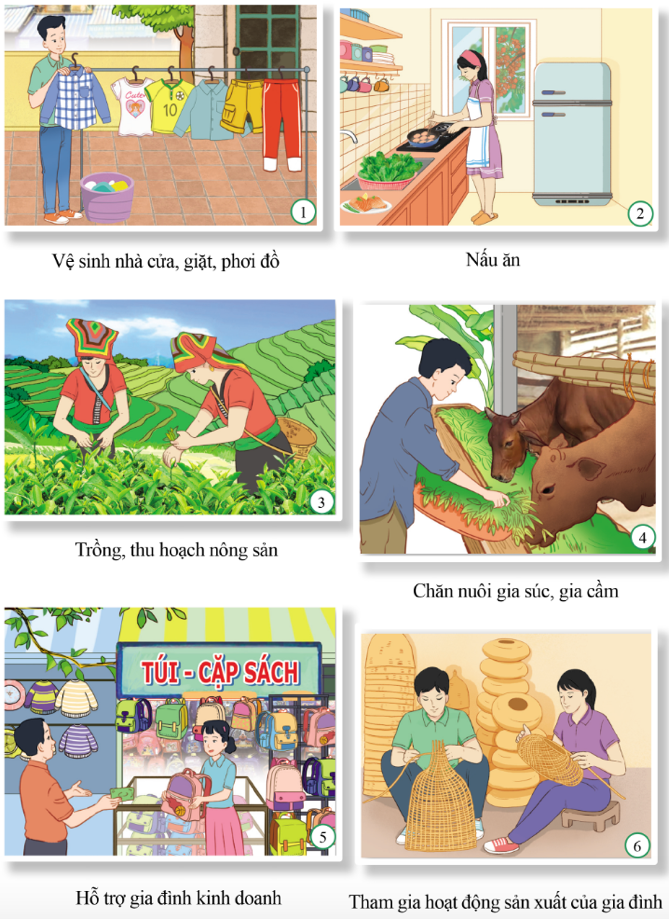 Cute
10
1
2
Vệ sinh nhà cửa, giặt, phơi đồ
Nấu ăn
3
4
Trồng, thu hoạch nông sản
Chăn nuôi gia súc, gia cầm
TÚI - CẶP SÁCH
5
6
Hỗ trợ gia đình kinh doanh
Tham gia hoạt động sản xuất của gia đình